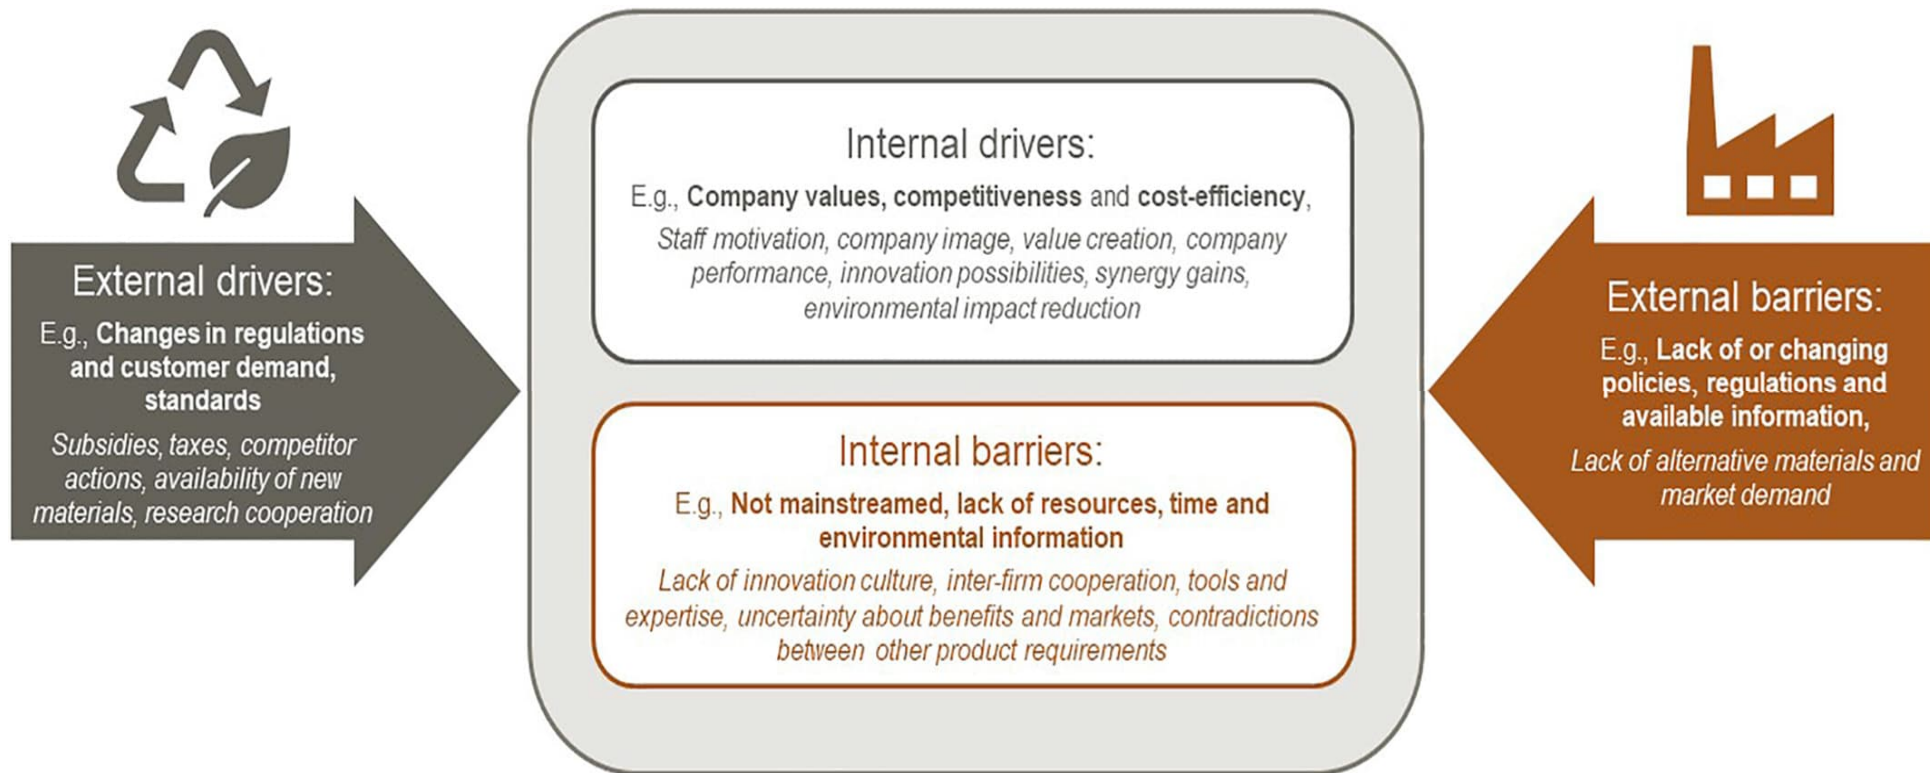 External drivers:
E.g., Changes in regulations
and customer demand,
standards
Subsidies, taxes, competitor
actions, availability of new
materials, research cooperation
Internal drivers:
E.g., Company values, competitiveness and cost-efficiency,
Staff motivation, company image, value creation, company
performance, innovation possibilities, synergy gains,
environmental impact reduction
Internal barriers:
E.g., Not mainstreamed, lack of resources, time and
environmental information
Lack of innovation culture, inter-firm cooperation, tools and
expertise, uncertainty about benefits and markets, contradictions
between other product requirements
External barriers:
E.g., Lack of or changing
policies, regulations and
available information,
Lack of alternative materials and
market demand